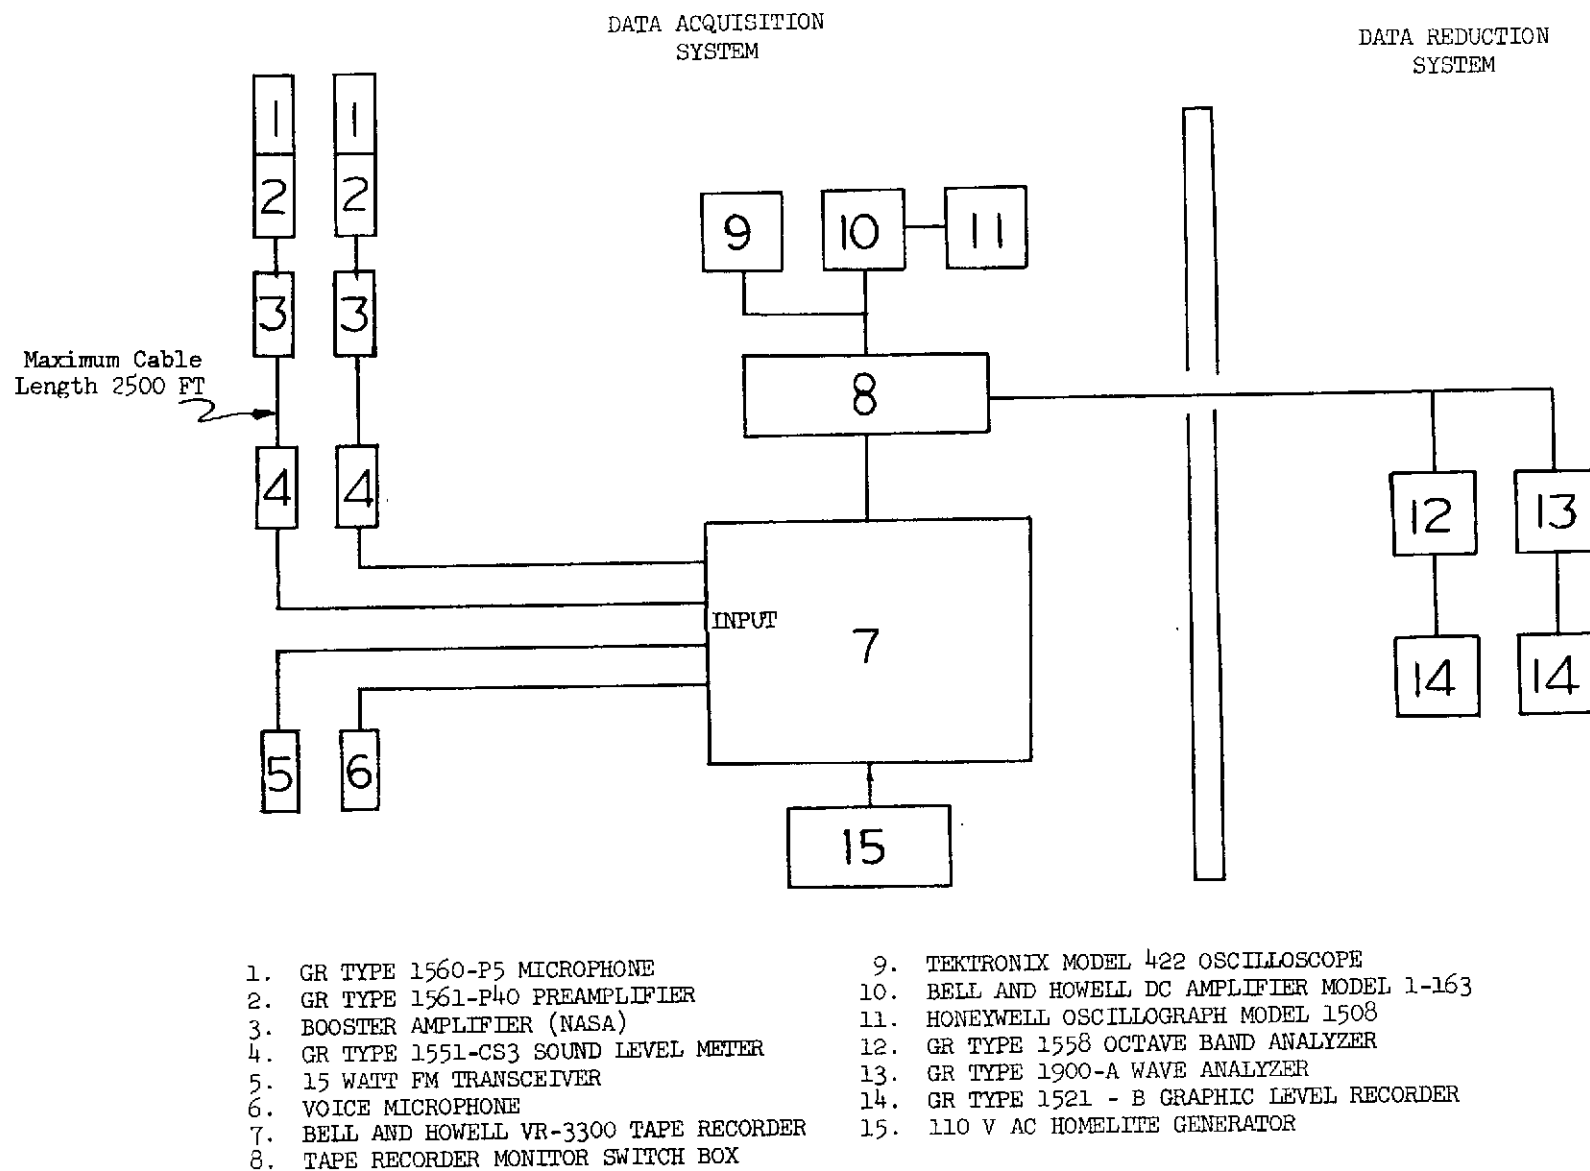 DATA ACQUISITION
SYSTEM
DATA REDUCTION
SYSTEM
1 1
2 2
9 10 11
3 3
Maximum Cable
Length 2500 FT
8
4 4
12 13
INPUT
7
14 14
5 6
15
1. GR TYPE 1560-P5 MICROPHONE
2. GR TYPE 1561-P40 PREAMPLIFIER
3. BOOSTER AMPLIFIER (NASA)
4. GR TYPE 1551-CS3 SOUND LEVEL METER
5. 15 WATT FM TRANSCEIVER
6. VOICE MICROPHONE
7. BELL AND HOWELL VR-3300 TAPE RECORDER
8. TAPE RECORDER MONITOR SWITCH BOX
9. TEKTRONIX MODEL 422 OSCILLOSCOPE
10. BELL AND HOWELL DC AMPLIFIER MODEL 1-163
11. HONEYWELL OSCILLOGRAPH MODEL 1508
12. GR TYPE 1558 OCTAVE BAND ANALYZER
13. GR TYPE 1900-A WAVE ANALYZER
14. GR TYPE 1521 - B GRAPHIC LEVEL RECORDER
15. 110 V AC HOMELITE GENERATOR